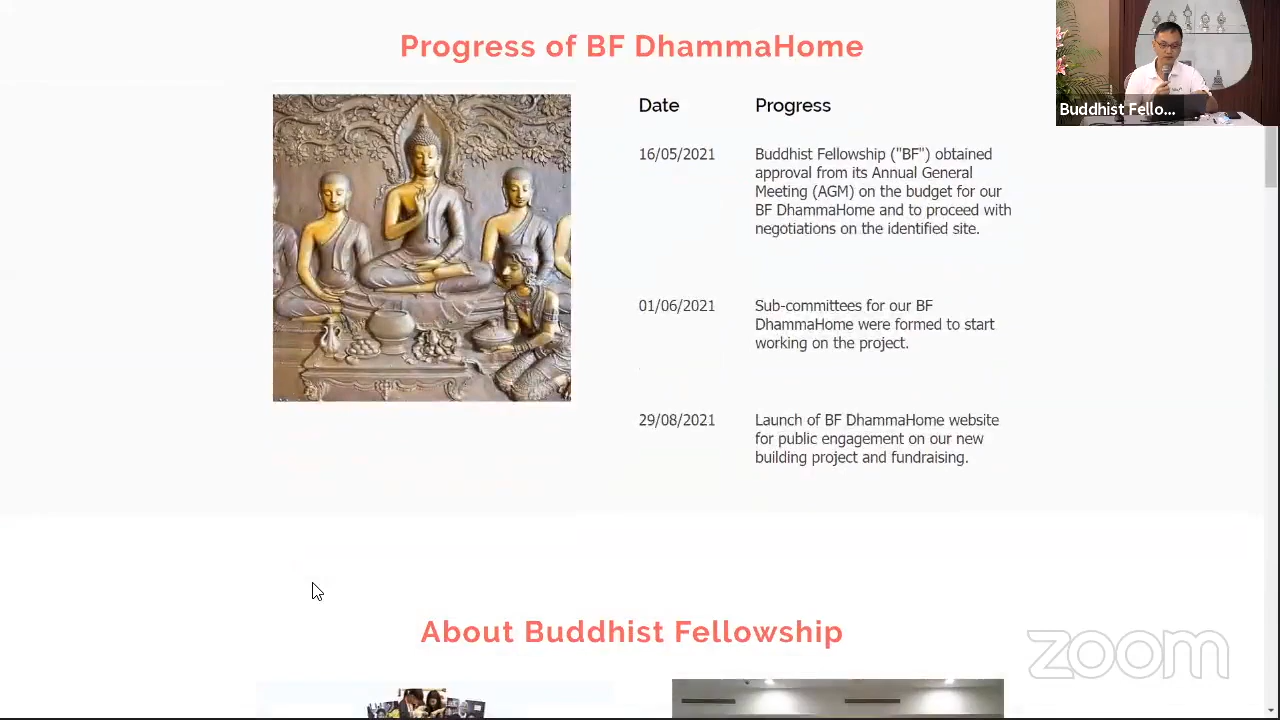 Progress of BF DhammaHome
Buddhist Fello...
Date
Progress
16/05/2021
Buddhist Fellowship ("BF") obtained
approval from its Annual General
Meeting (AGM) on the budget for our
BF DhammaHome and to proceed with
negotiations on the identified site.
01/06/2021
Sub-committees for our BF
DhammaHome were formed to start
working on the project.
29/08/2021
Launch of BF DhammaHome website
for public engagement on our new
building project and fundraising.
About Buddhist Fellowship
zoom